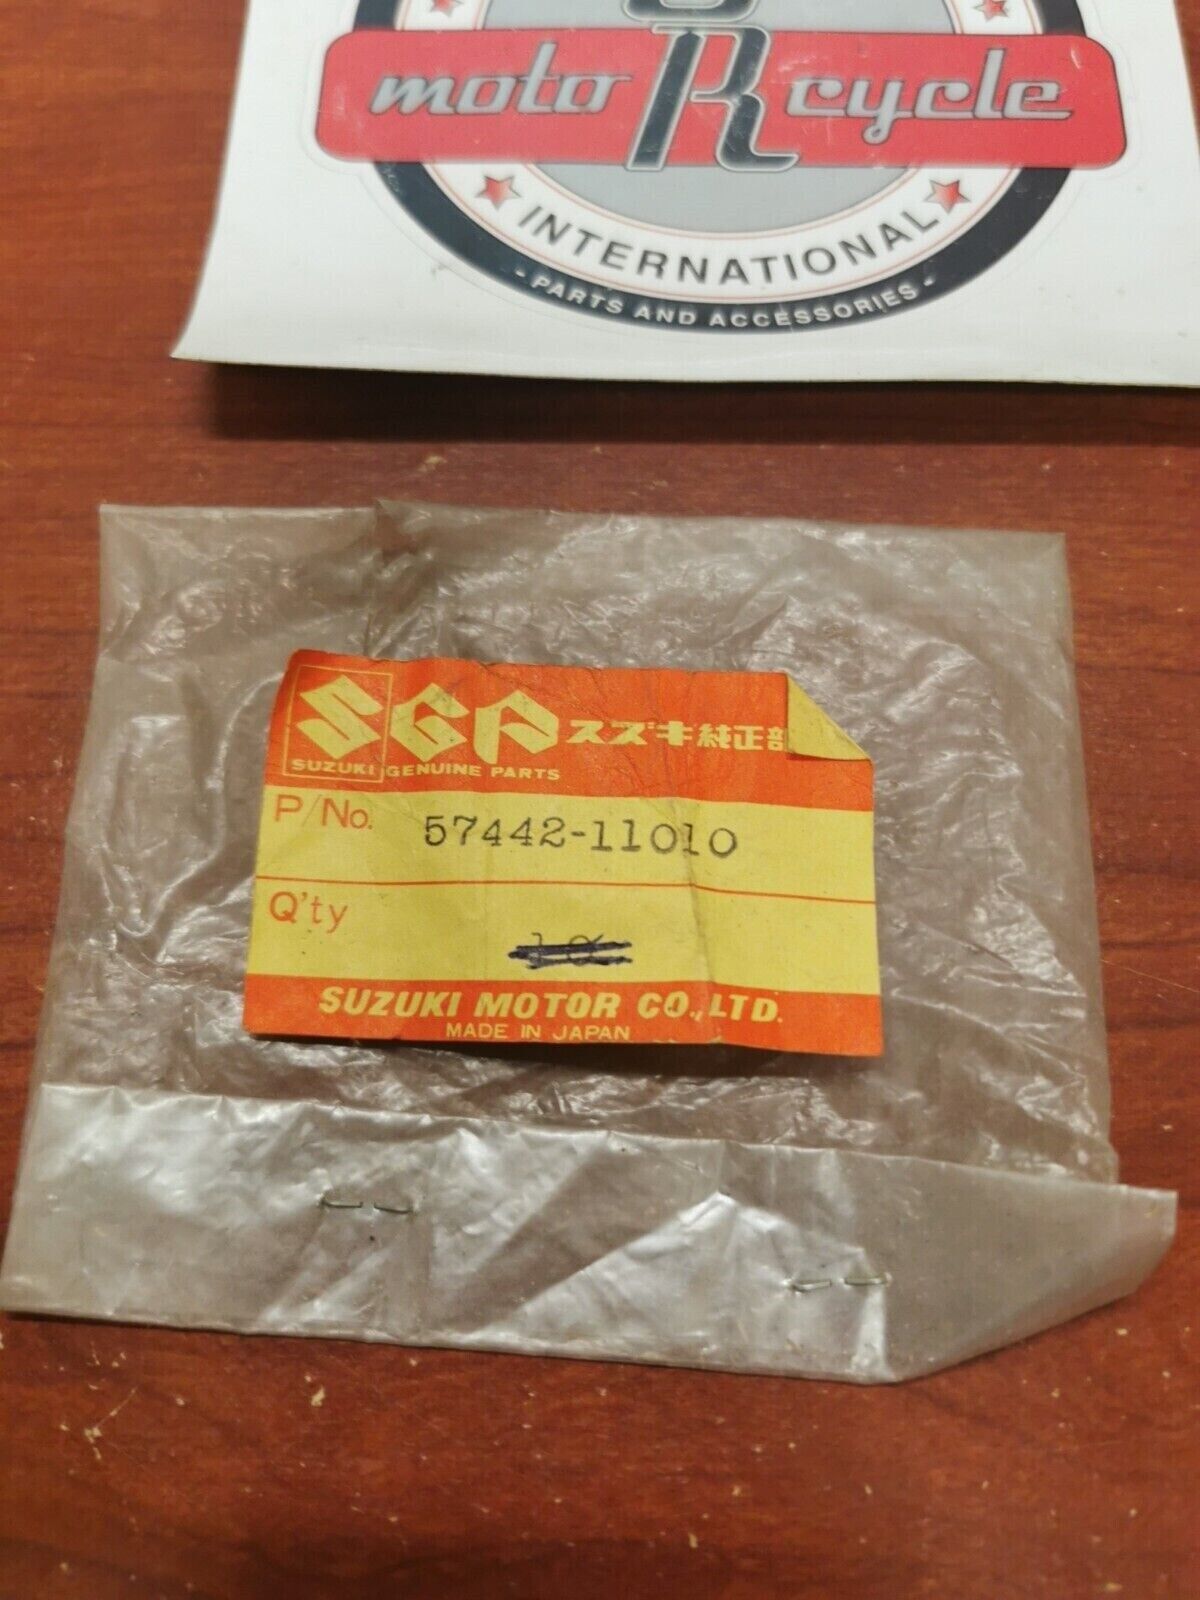 moto R cycle
INTERNATIONAL
- PARTS AND ACCESSORIES -
SGP スズキ純正部
SUZUKI GENUINE PARTS
P/No. 57442-11010
Q'ty
SUZUKI MOTOR CO., LTD.
MADE IN JAPAN